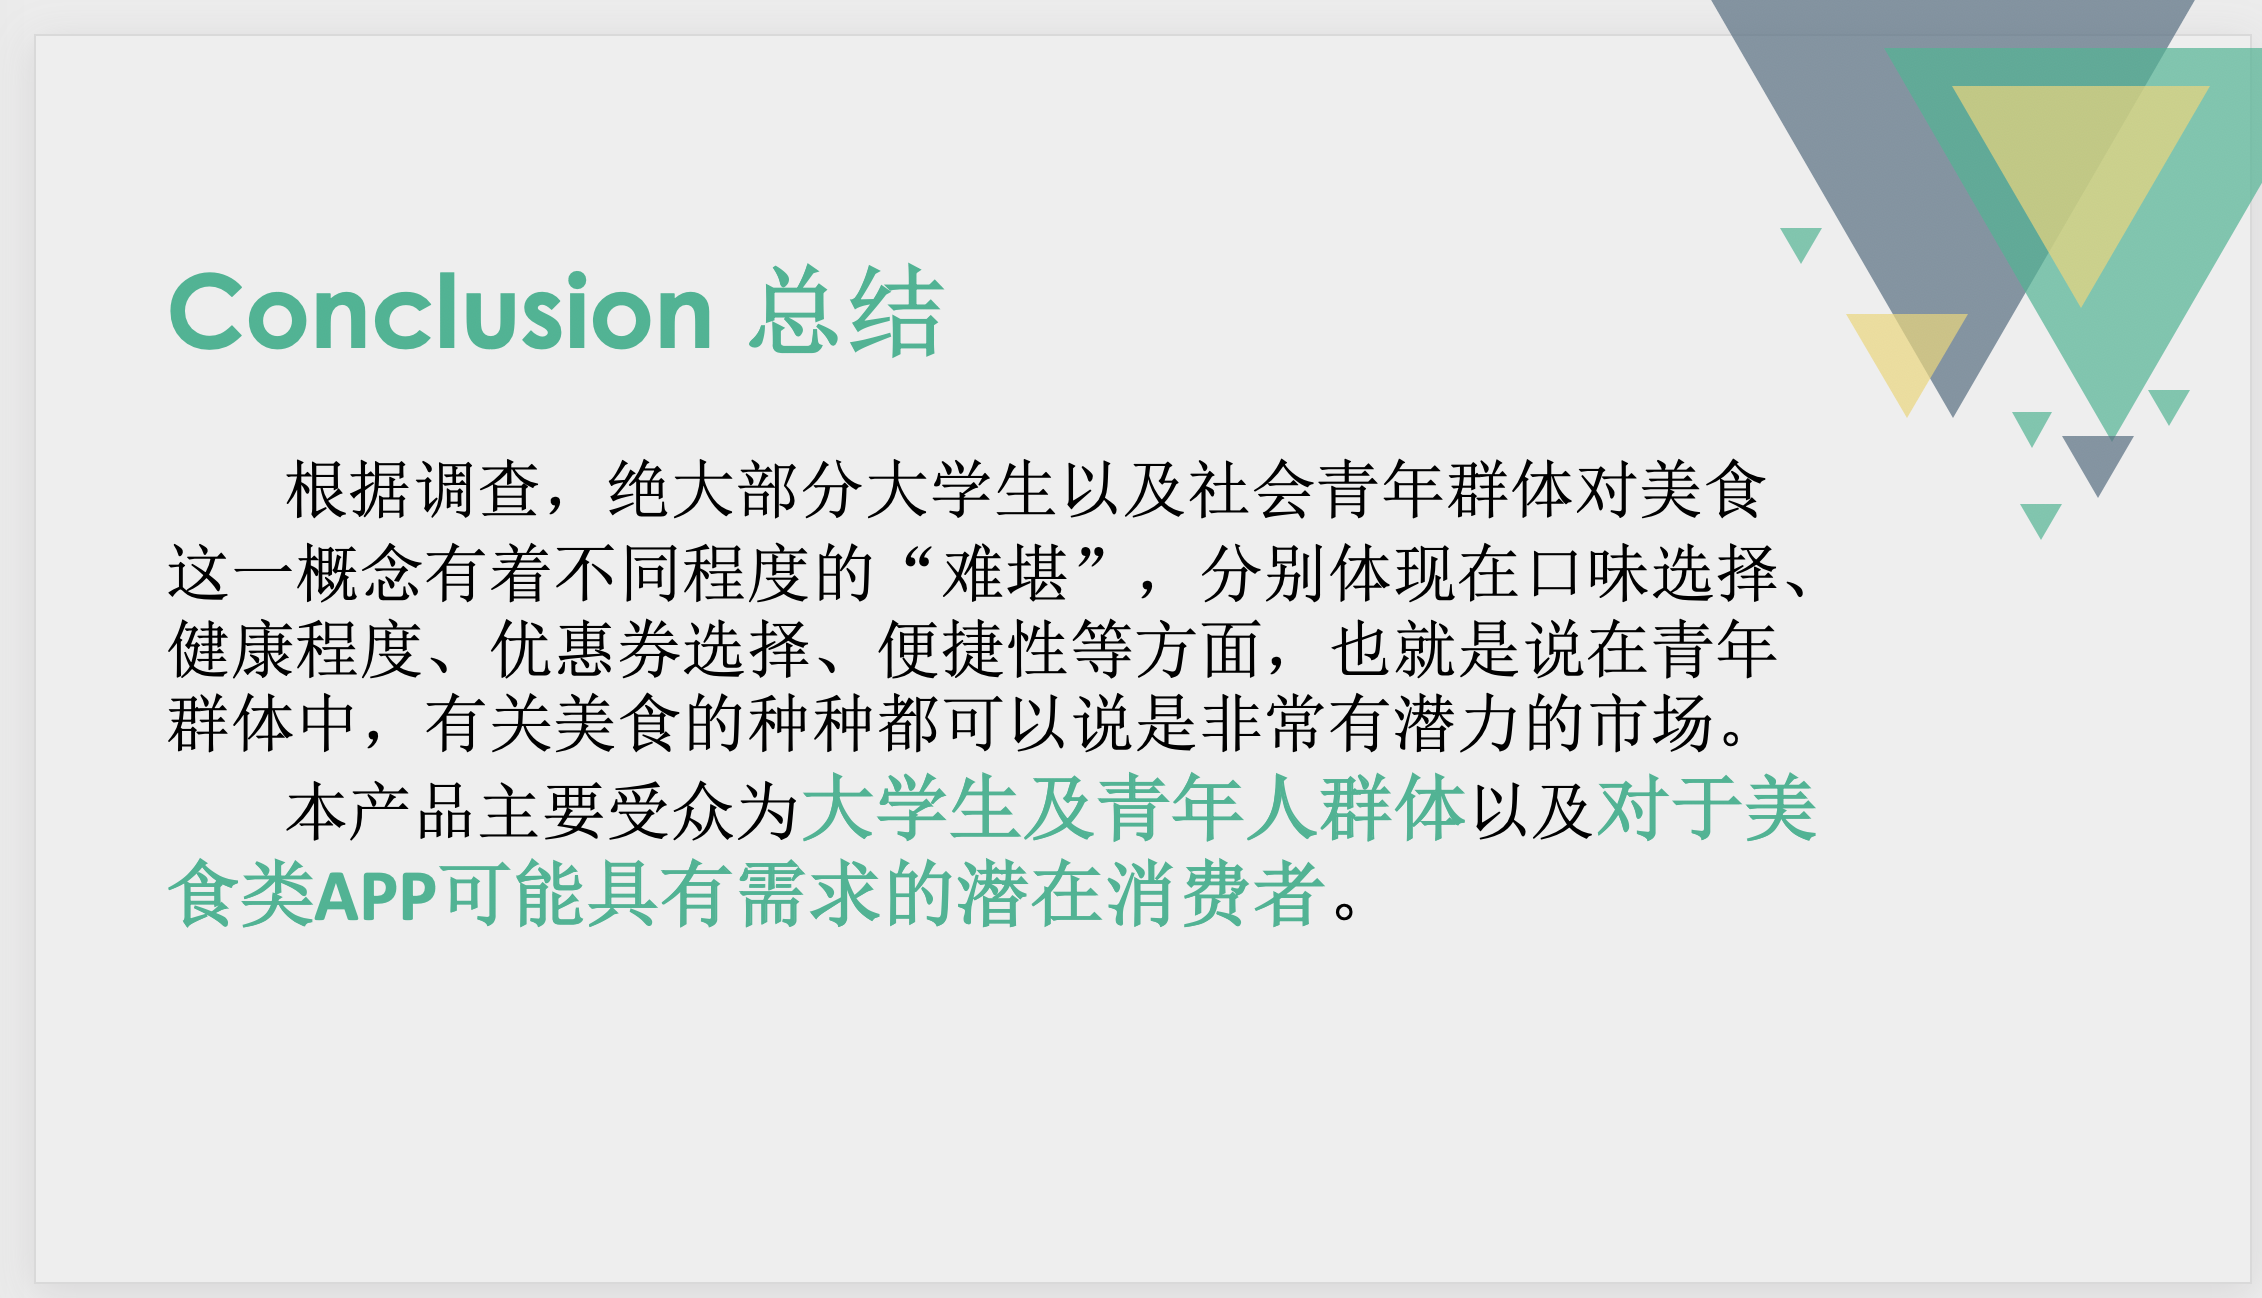 Conclusion 总结
根据调查，绝大部分大学生以及社会青年群体对美食
这一概念有着不同程度的“难堪”，分别体现在口味选择、
健康程度、优惠券选择、便捷性等方面，也就是说在青年
群体中，有关美食的种种都可以说是非常有潜力的市场。
本产品主要受众为大学生及青年人群体以及对于美
食类APP可能具有需求的潜在消费者。